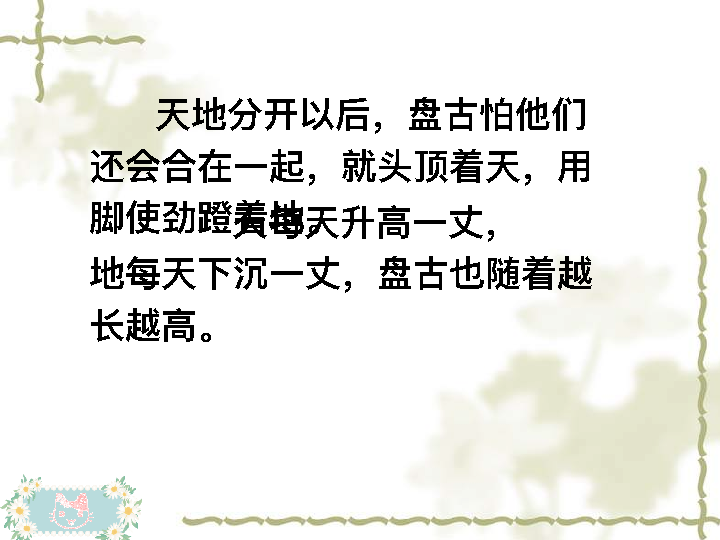 天地分开以后，盘古怕他们
还会合在一起，就头顶着天，用
脚使劲蹬着地。
天每天升高一丈，
地每天下沉一丈，盘古也随着越
长越高。